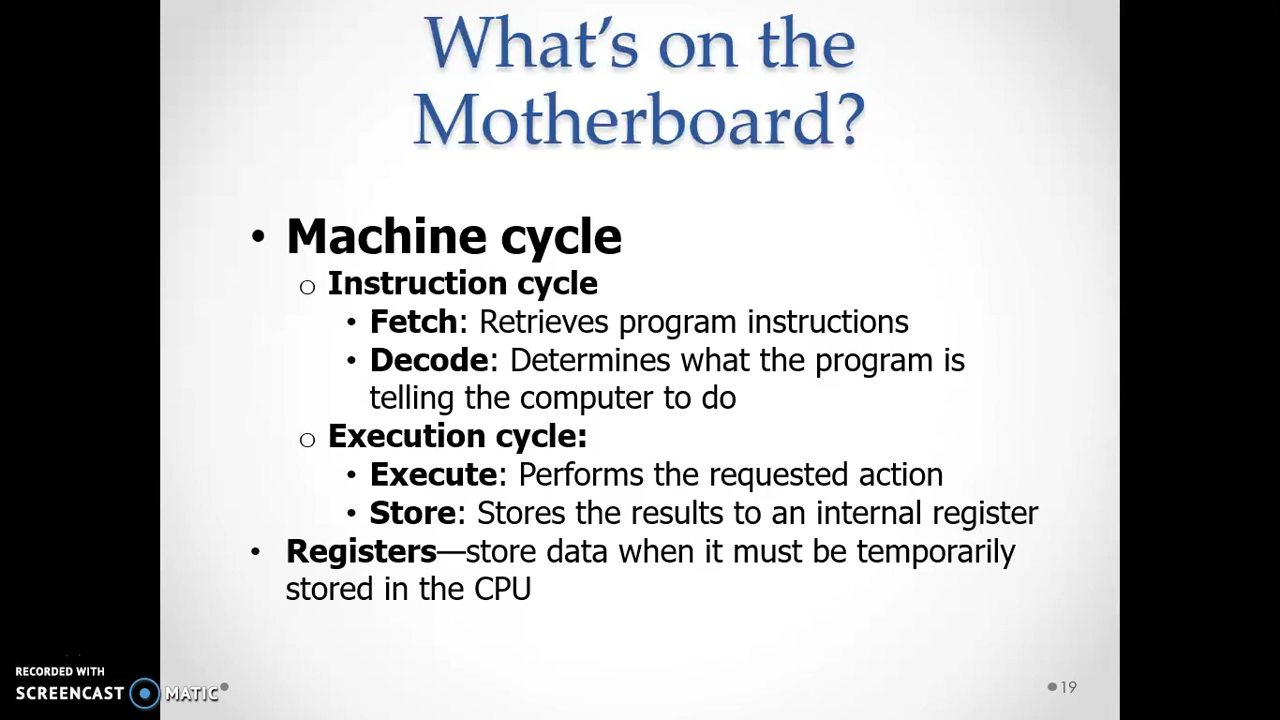 What's on the
Motherboard?
• Machine cycle
o Instruction cycle
• Fetch: Retrieves program instructions
• Decode: Determines what the program is
telling the computer to do
o Execution cycle:
• Execute: Performs the requested action
• Store: Stores the results to an internal register
• Registers—store data when it must be temporarily
stored in the CPU
RECORDED WITH
SCREENCAST MATIC
19